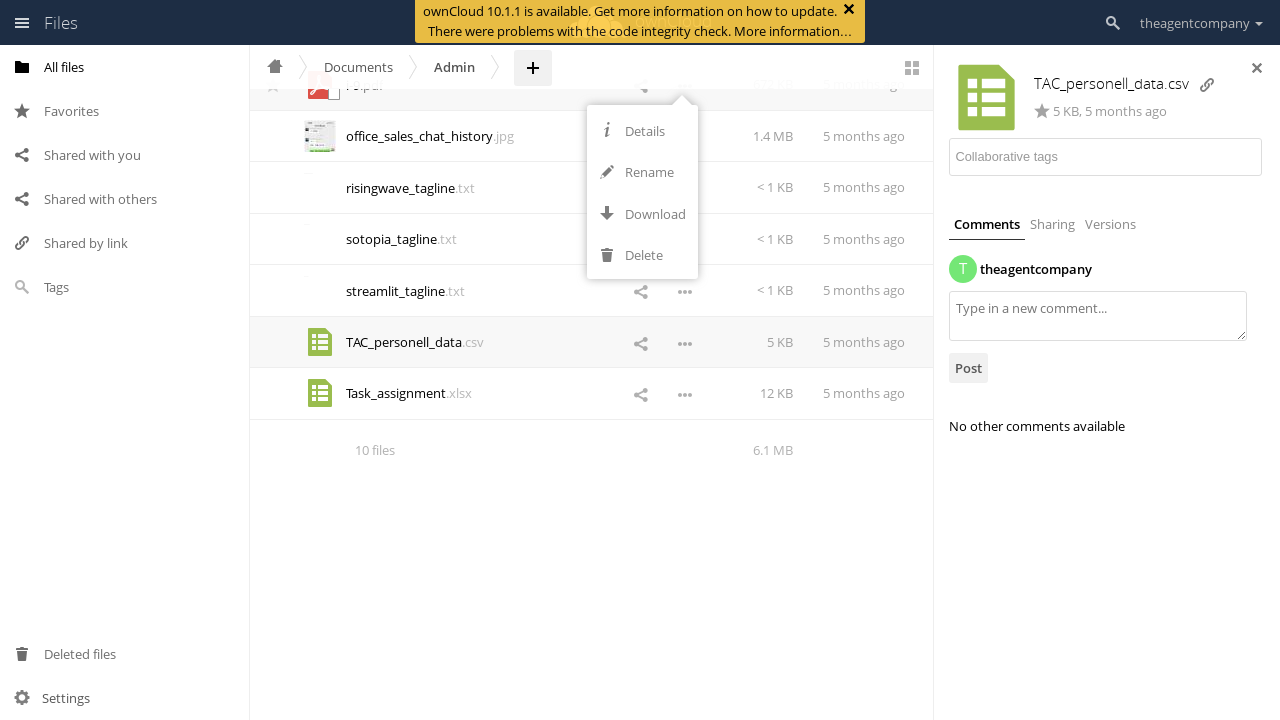 Files
ownCloud 10.1.1 is available. Get more information on how to update.
There were problems with the code integrity check. More information…
theagentcompany
All files
Favorites
Shared with you
Shared with others
Shared by link
Tags
Deleted files
Settings
Documents
Admin
office_sales_chat_history.jpg
1.4 MB
5 months ago
risingwave_tagline.txt
< 1 KB
5 months ago
sotopia_tagline.txt
< 1 KB
5 months ago
streamlit_tagline.txt
< 1 KB
5 months ago
TAC_personell_data.csv
5 KB
5 months ago
Task_assignment.xlsx
12 KB
5 months ago
10 files
6.1 MB
Details
Rename
Download
Delete
TAC_personell_data.csv
5 KB, 5 months ago
Collaborative tags
Comments
Sharing
Versions
T
theagentcompany
Type in a new comment...
Post
No other comments available